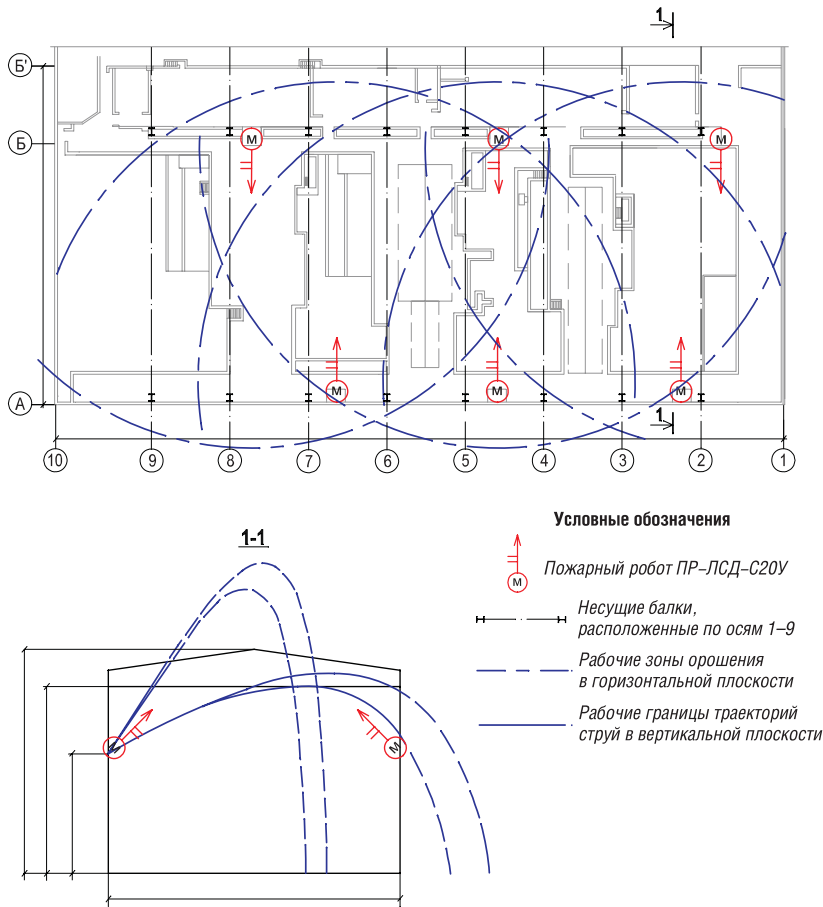 1
Б'
Б
А
М
М
М
М
М
М
1
10
9
8
7
6
5
4
3
2
1
1-1
М
М
Условные обозначения
М
Пожарный робот ПР-ЛСД-С20У
Несущие балки,
расположенные по осям 1–9
Рабочие зоны орошения
в горизонтальной плоскости
Рабочие границы траекторий
струй в вертикальной плоскости